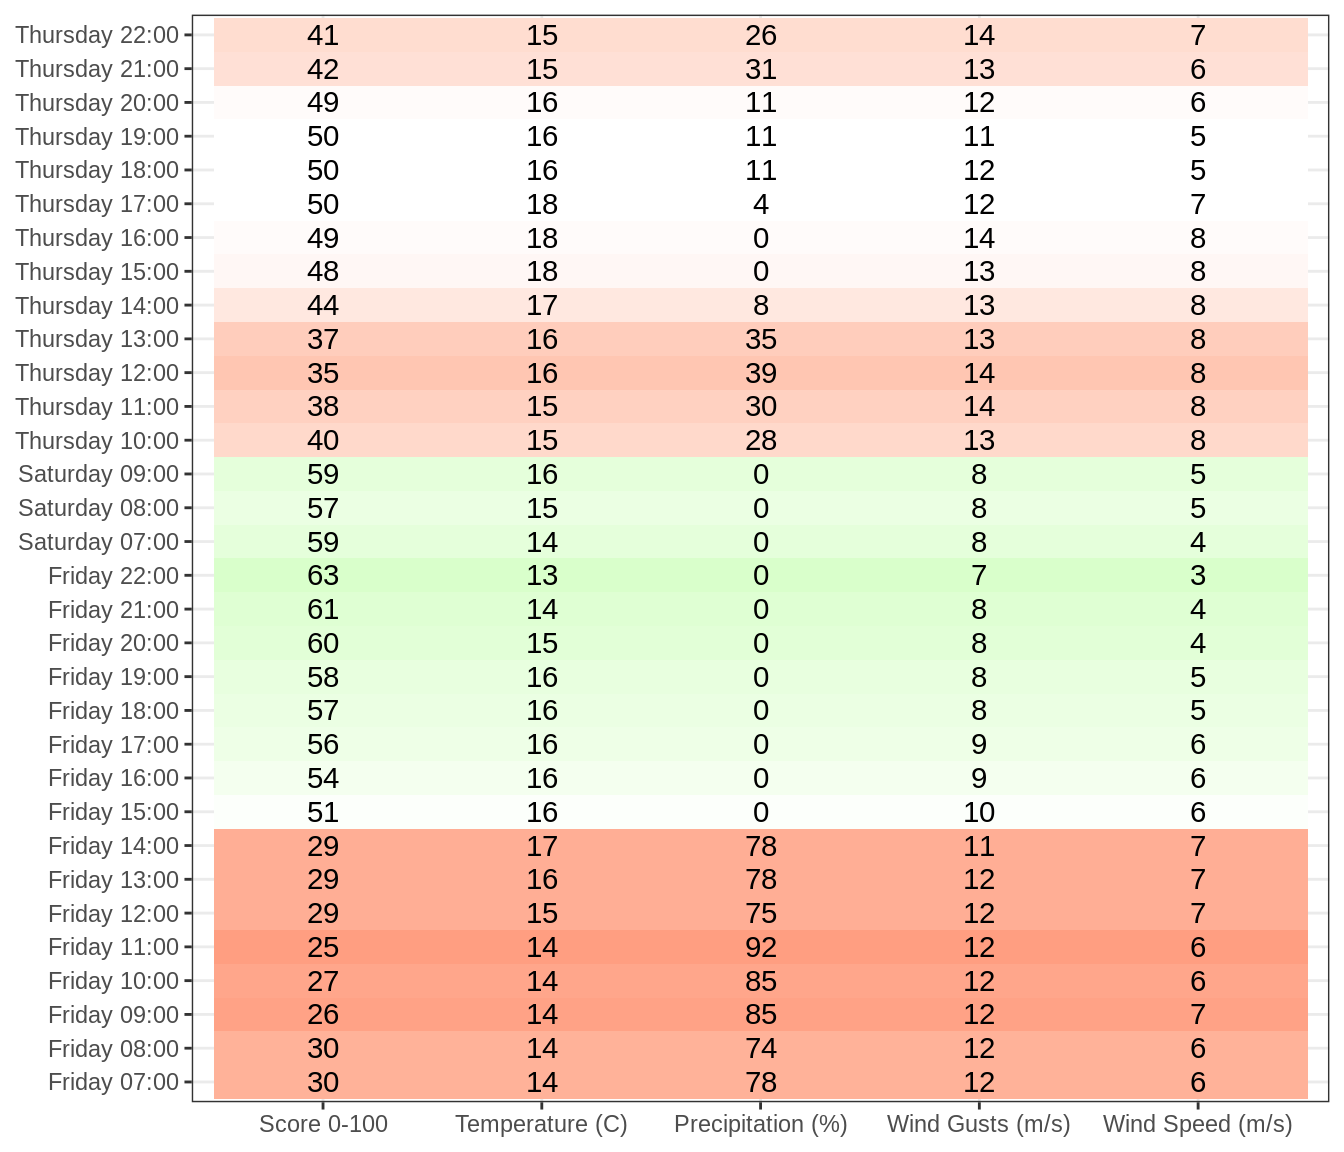 Thursday 22:00 41 15 26 14 7
Thursday 21:00 42 15 31 13 6
Thursday 20:00 49 16 11 12 6
Thursday 19:00 50 16 11 11 5
Thursday 18:00 50 16 11 12 5
Thursday 17:00 50 18 4 12 7
Thursday 16:00 49 18 0 14 8
Thursday 15:00 48 18 0 13 8
Thursday 14:00 44 17 8 13 8
Thursday 13:00 37 16 35 13 8
Thursday 12:00 35 16 39 14 8
Thursday 11:00 38 15 30 14 8
Thursday 10:00 40 15 28 13 8
Saturday 09:00 59 16 0 8 5
Saturday 08:00 57 15 0 8 5
Saturday 07:00 59 14 0 8 4
Friday 22:00 63 13 0 7 3
Friday 21:00 61 14 0 8 4
Friday 20:00 60 15 0 8 4
Friday 19:00 58 16 0 8 5
Friday 18:00 57 16 0 8 5
Friday 17:00 56 16 0 9 6
Friday 16:00 54 16 0 9 6
Friday 15:00 51 16 0 10 6
Friday 14:00 29 17 78 11 7
Friday 13:00 29 16 78 12 7
Friday 12:00 29 15 75 12 7
Friday 11:00 25 14 92 12 6
Friday 10:00 27 14 85 12 6
Friday 09:00 26 14 85 12 7
Friday 08:00 30 14 74 12 6
Friday 07:00 30 14 78 12 6
Score 0-100 Temperature (C) Precipitation (%) Wind Gusts (m/s) Wind Speed (m/s)